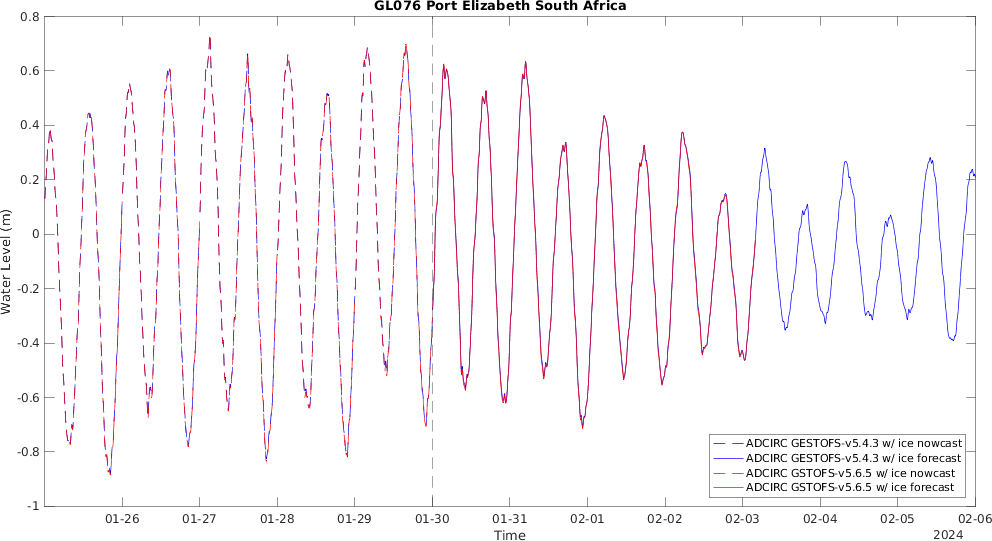 GL076 Port Elizabeth South Africa
0.8
0.6
0.4
0.2
0
-0.2
-0.4
-0.6
-0.8
-1
Water Level (m)
ADCIRC GESTOFS-v5.4.3 w/ ice nowcast
ADCIRC GESTOFS-v5.4.3 w/ ice forecast
ADCIRC GSTOFS-v5.6.5 w/ ice nowcast
ADCIRC GSTOFS-v5.6.5 w/ ice forecast
01-26 01-27 01-28 01-29 01-30 01-31 02-01 02-02 02-03 02-04 02-05 02-06
Time
2024